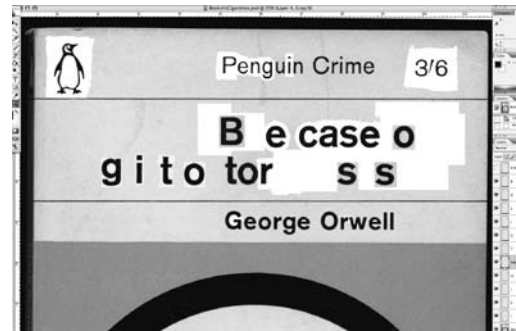 Penguin Crime 3/6
B e case o
g i t o tor s s
George Orwell